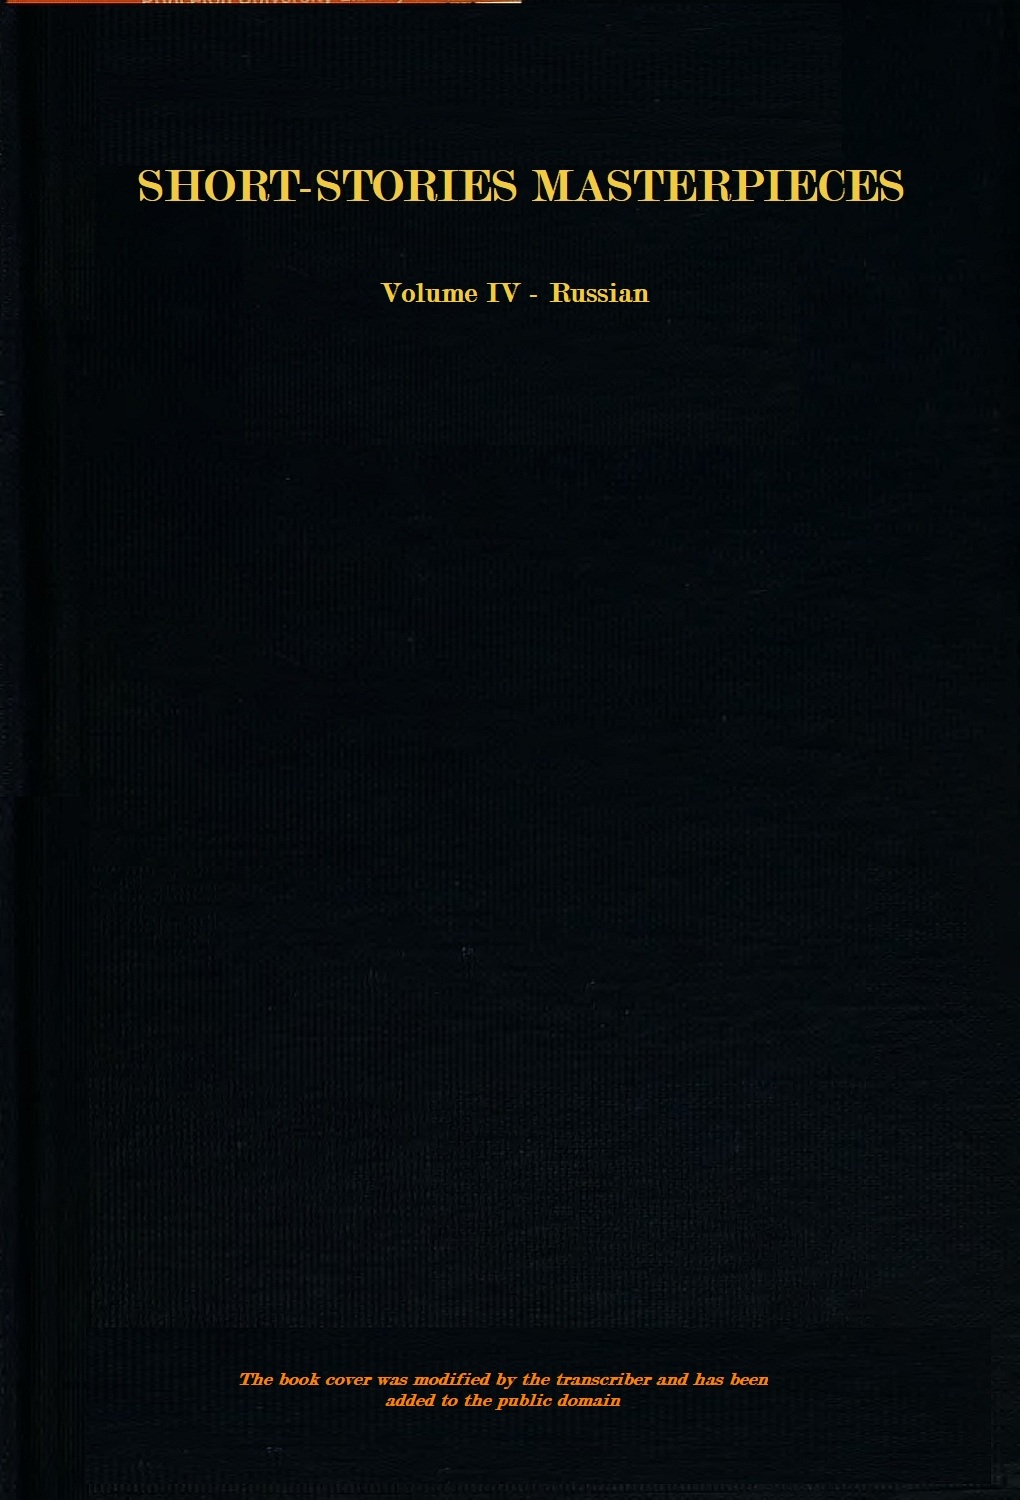 SHORT-STORIES MASTERPIECES
Volume IV - Russian
The book cover was modified by the transcriber and has been
added to the public domain